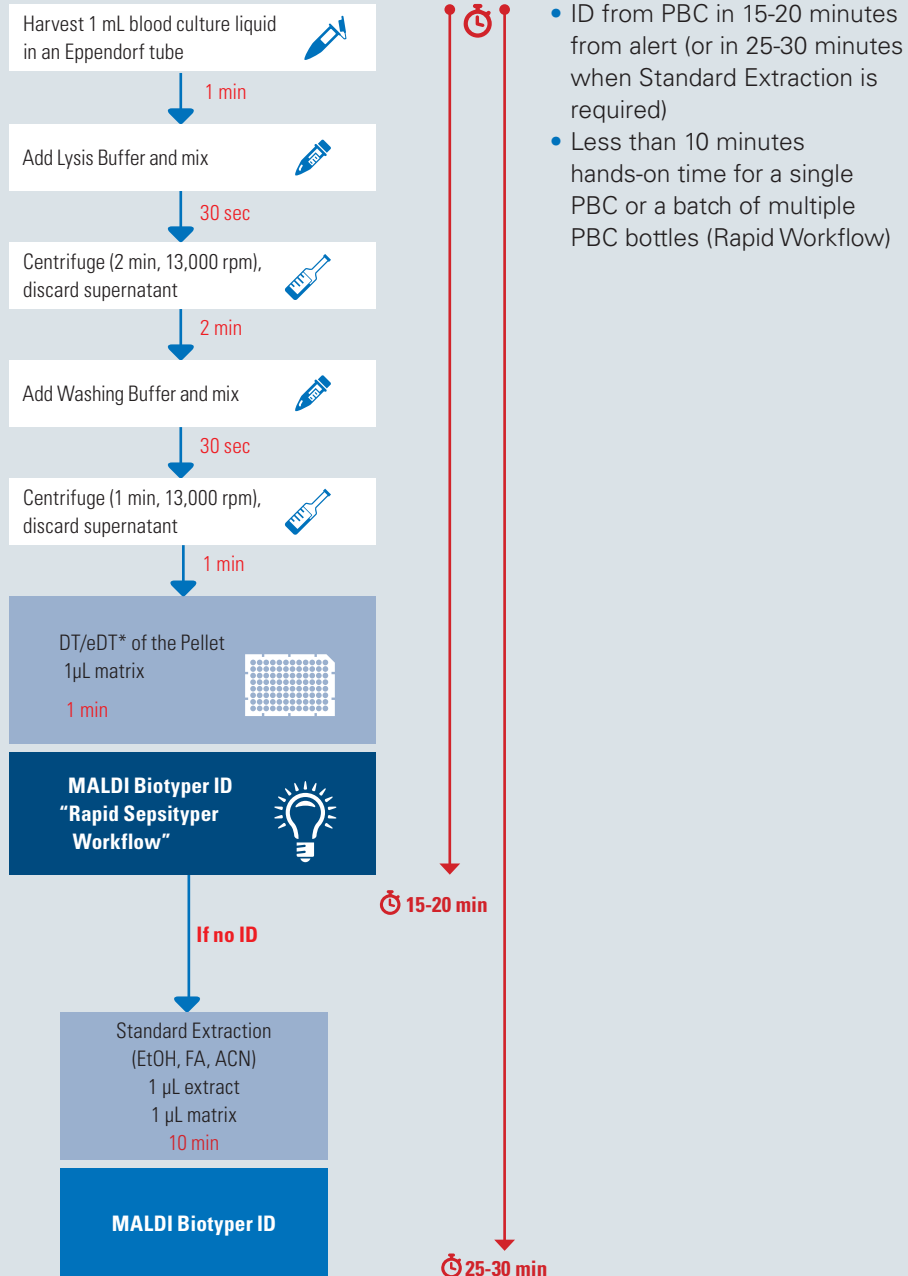 Harvest 1 mL blood culture liquid
in an Eppendorf tube
1 min
Add Lysis Buffer and mix
30 sec
Centrifuge (2 min, 13,000 rpm),
discard supernatant
2 min
Add Washing Buffer and mix
30 sec
Centrifuge (1 min, 13,000 rpm),
discard supernatant
1 min
DT/eDT* of the Pellet
1µL matrix
1 min
MALDI Biotyper ID
“Rapid Sepsityper
Workflow”
15-20 min
If no ID
Standard Extraction
(EtOH, FA, ACN)
1 µL extract
1 µL matrix
10 min
MALDI Biotyper ID
25-30 min
• ID from PBC in 15-20 minutes
from alert (or in 25-30 minutes
when Standard Extraction is
required)
• Less than 10 minutes
hands-on time for a single
PBC or a batch of multiple
PBC bottles (Rapid Workflow)